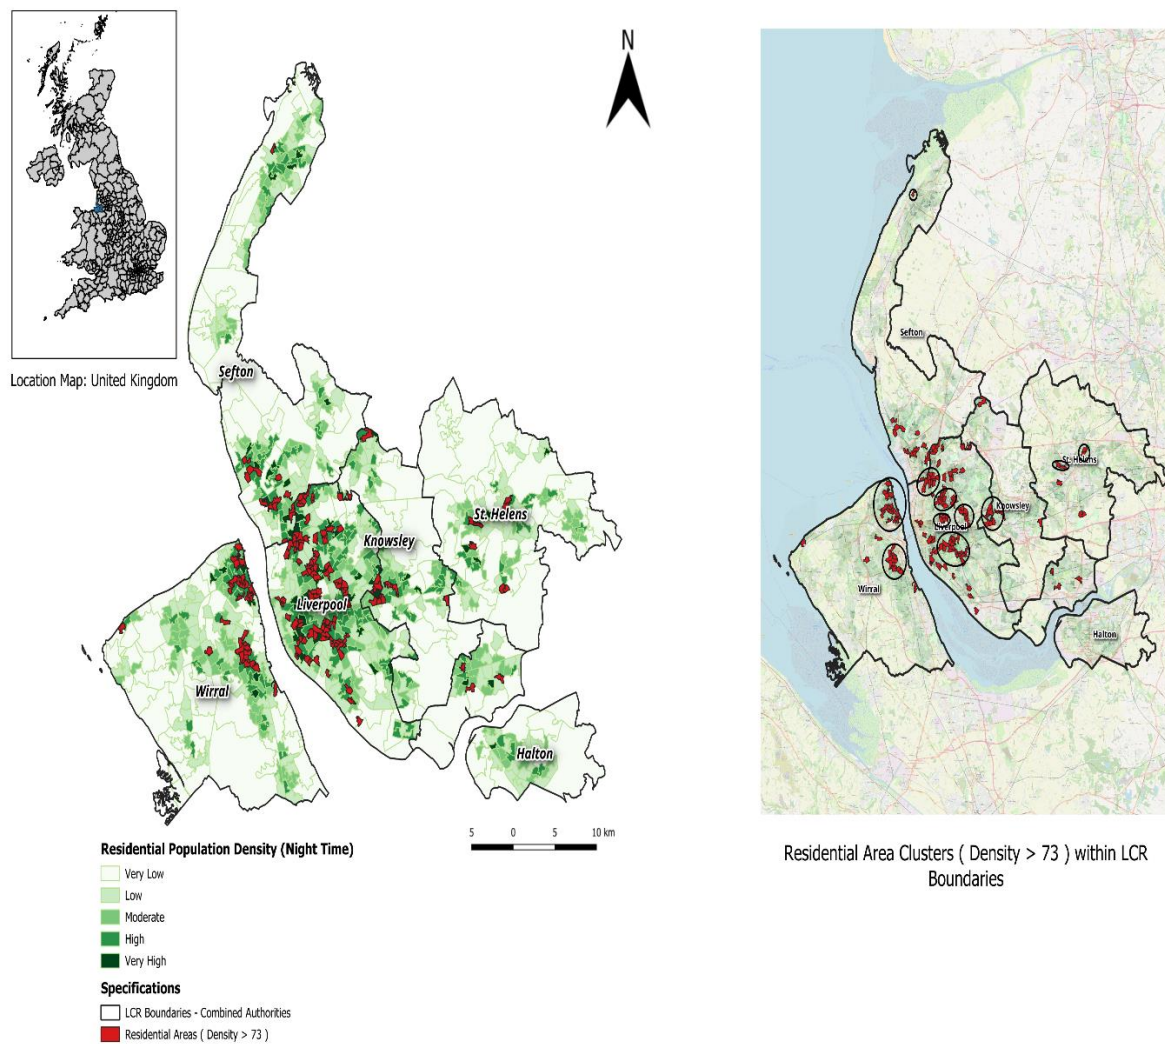 N
Location Map: United Kingdom
Sefton
St. Helens
Knowsley
Liverpool
Wirral
Halton
5 0 5 10 km
Residential Population Density (Night Time)
Very Low
Low
Moderate
High
Very High
Specifications
LCR Boundaries - Combined Authorities
Residential Areas ( Density > 73 )
Sefton
St. Helens
Knowsley
Liverpool
Wirral
Halton
Residential Area Clusters ( Density > 73 ) within LCR
Boundaries